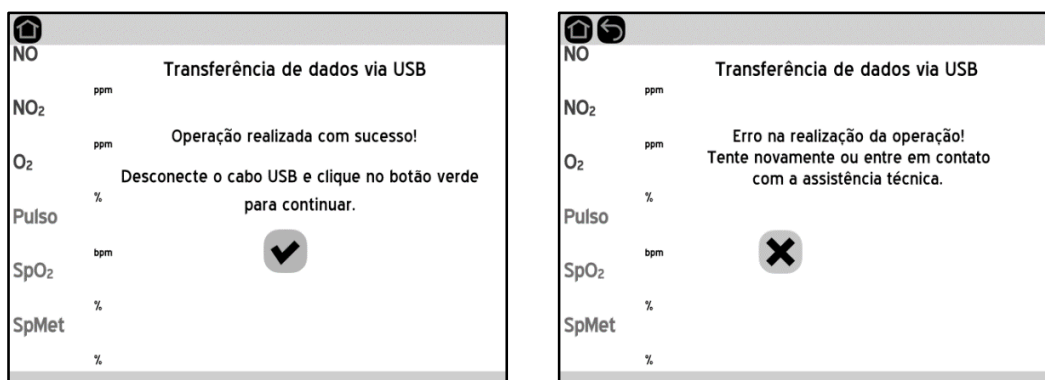 NO
Transferência de dados via USB
ppm
NO₂
Operação realizada com sucesso!
ppm
O₂
Desconecte o cabo USB e clique no botão verde
%
para continuar.
Pulso
bpm
SpO₂
%
SpMet
%
NO
Transferência de dados via USB
ppm
NO₂
Erro na realização da operação!
ppm
Tente novamente ou entre em contato
O₂
com a assistência técnica.
%
Pulso
bpm
SpO₂
%
SpMet
%